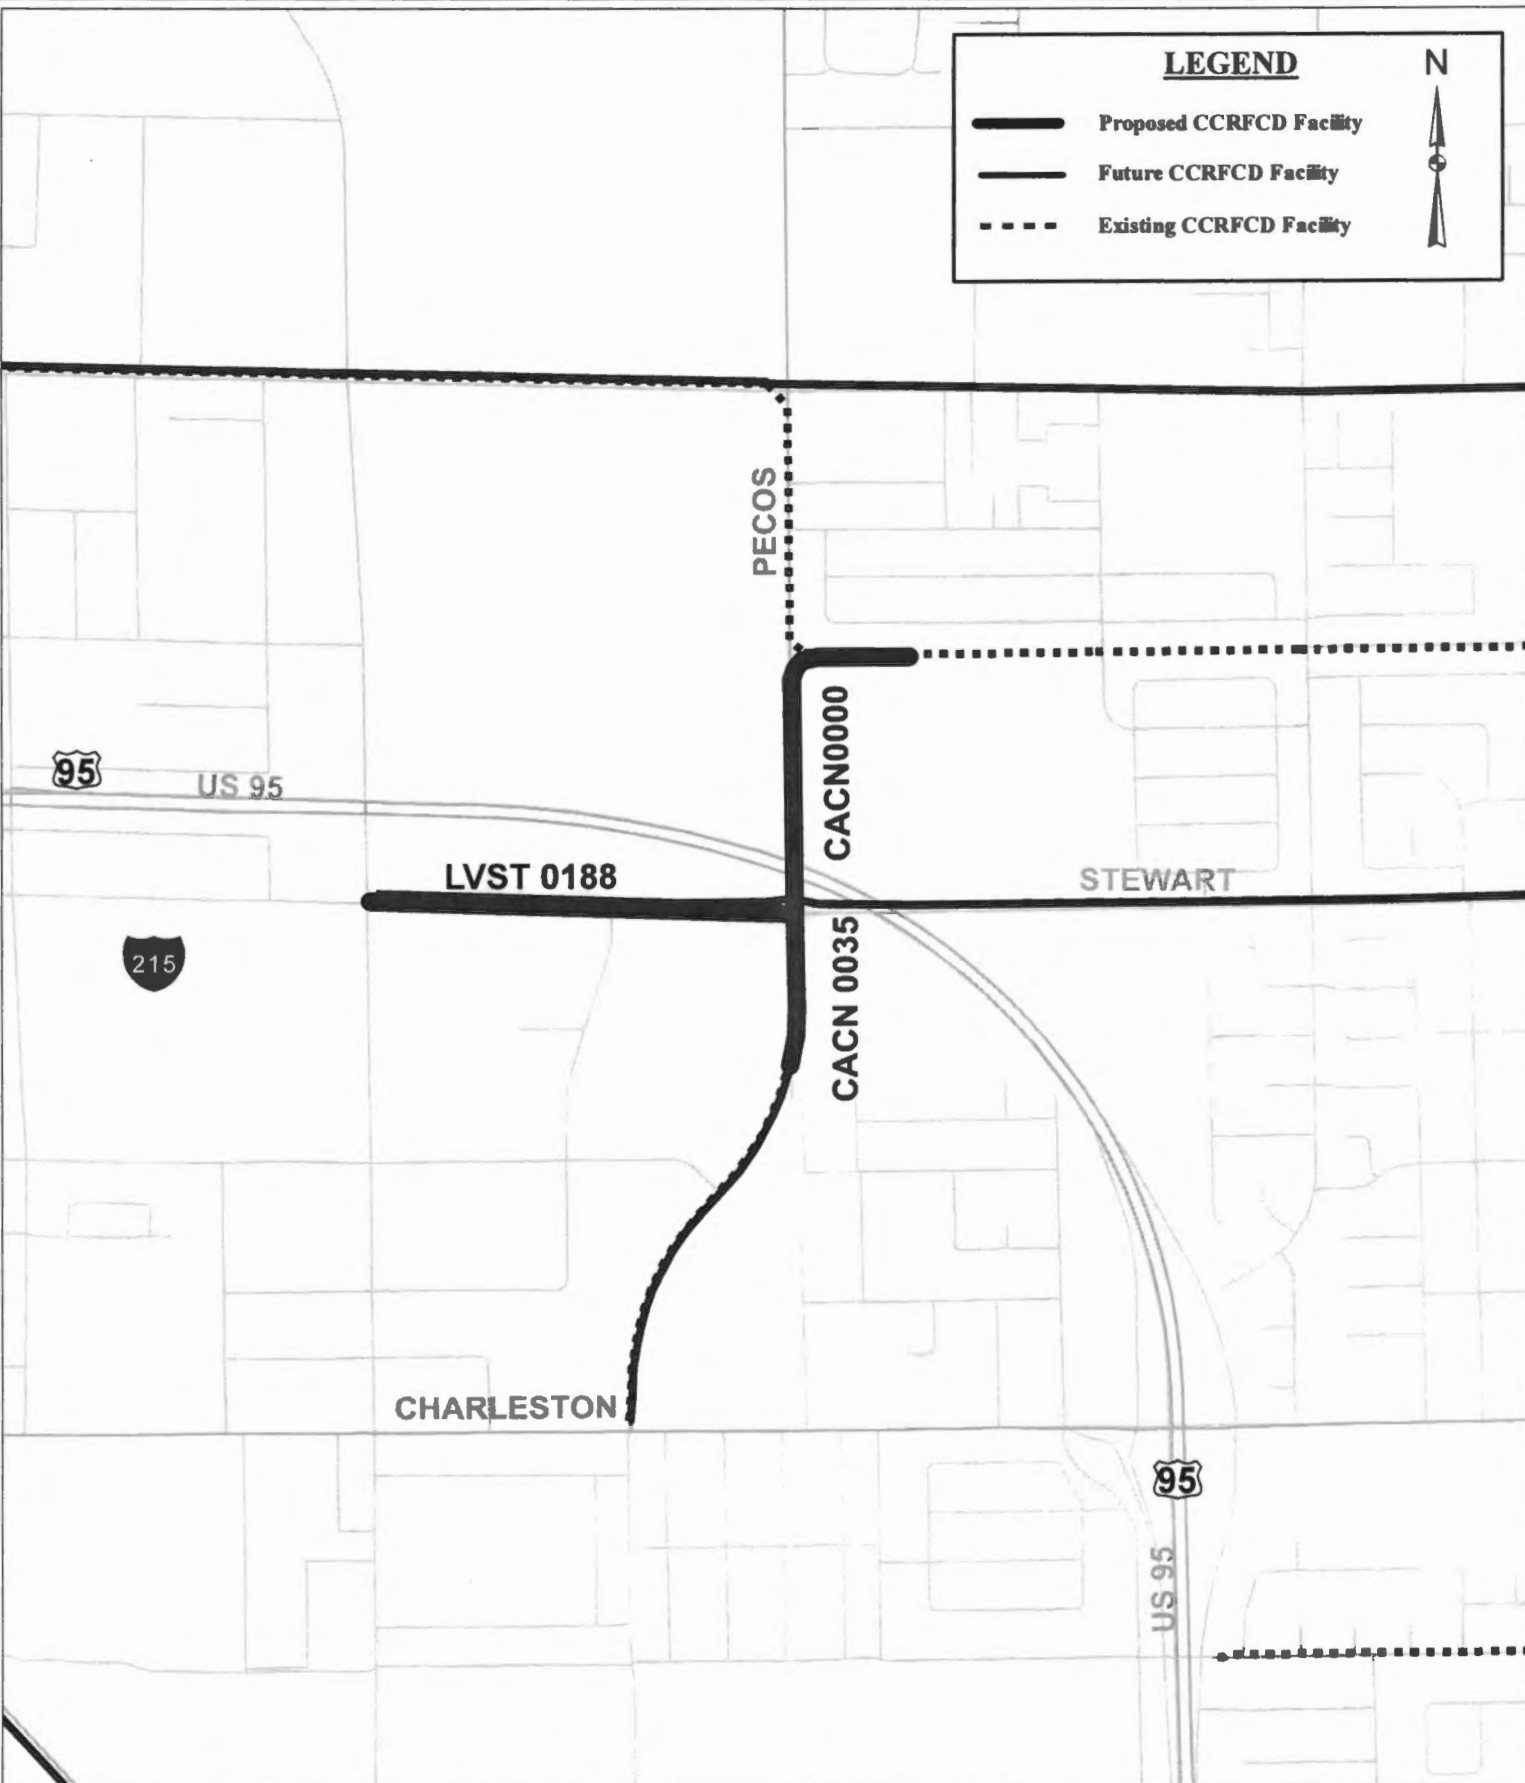 LEGEND
N
Proposed CCRFCD Facility
Future CCRFCD Facility
Existing CCRFCD Facility
PECOS
CACN0000
95
US 95
LVST 0188
STEWART
215
CACN 0035
CHARLESTON
95
US 95